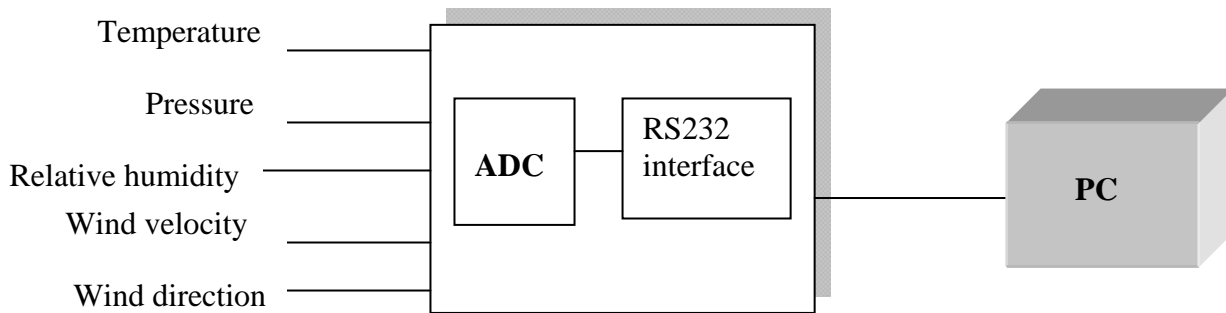 Temperature
Pressure
Relative humidity
Wind velocity
Wind direction
ADC
RS232
interface
PC